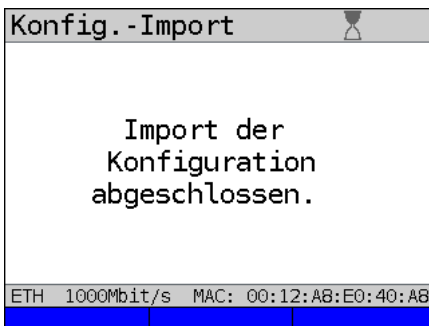 Konfig.-Import
Import der
Konfiguration
abgeschlossen.
ETH 1000Mbit/s MAC: 00:12:A8:E0:40:A8